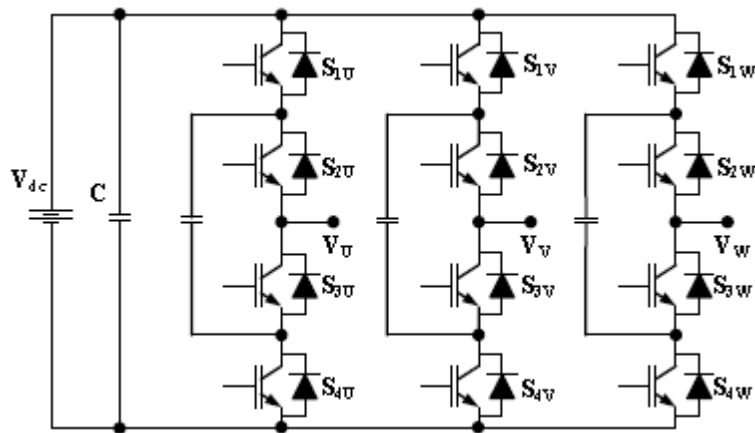 S1U S1V S1W
S2U S2V S2W
Vdc C
VU VV VW
S3U S3V S3W
S4U S4V S4W